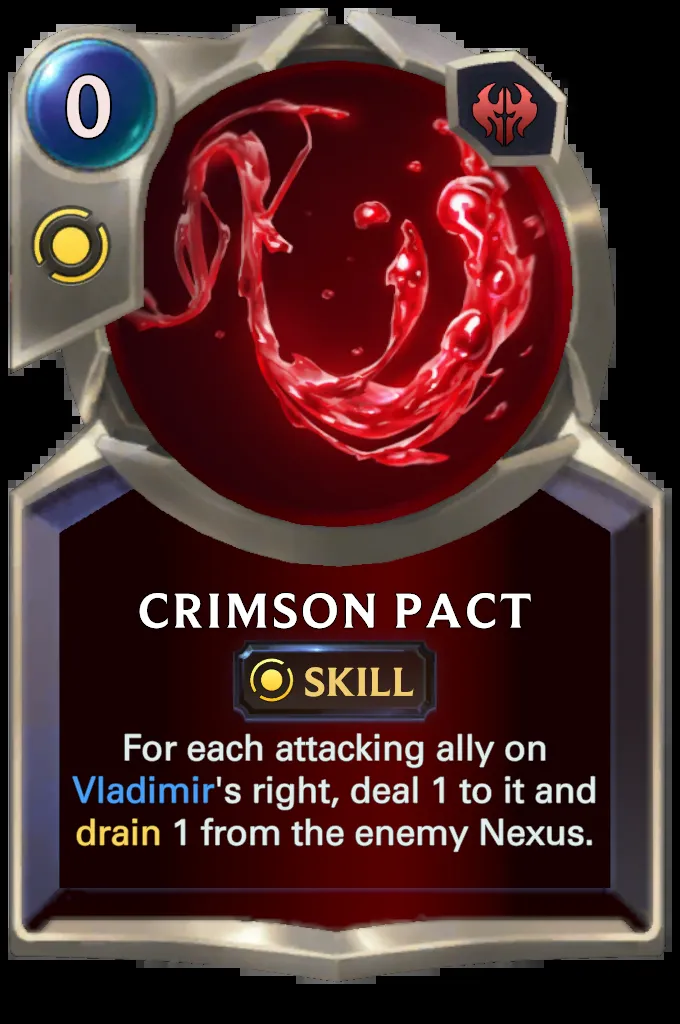 0
CRIMSON PACT
SKILL
For each attacking ally on
Vladimir's right, deal 1 to it and
drain 1 from the enemy Nexus.